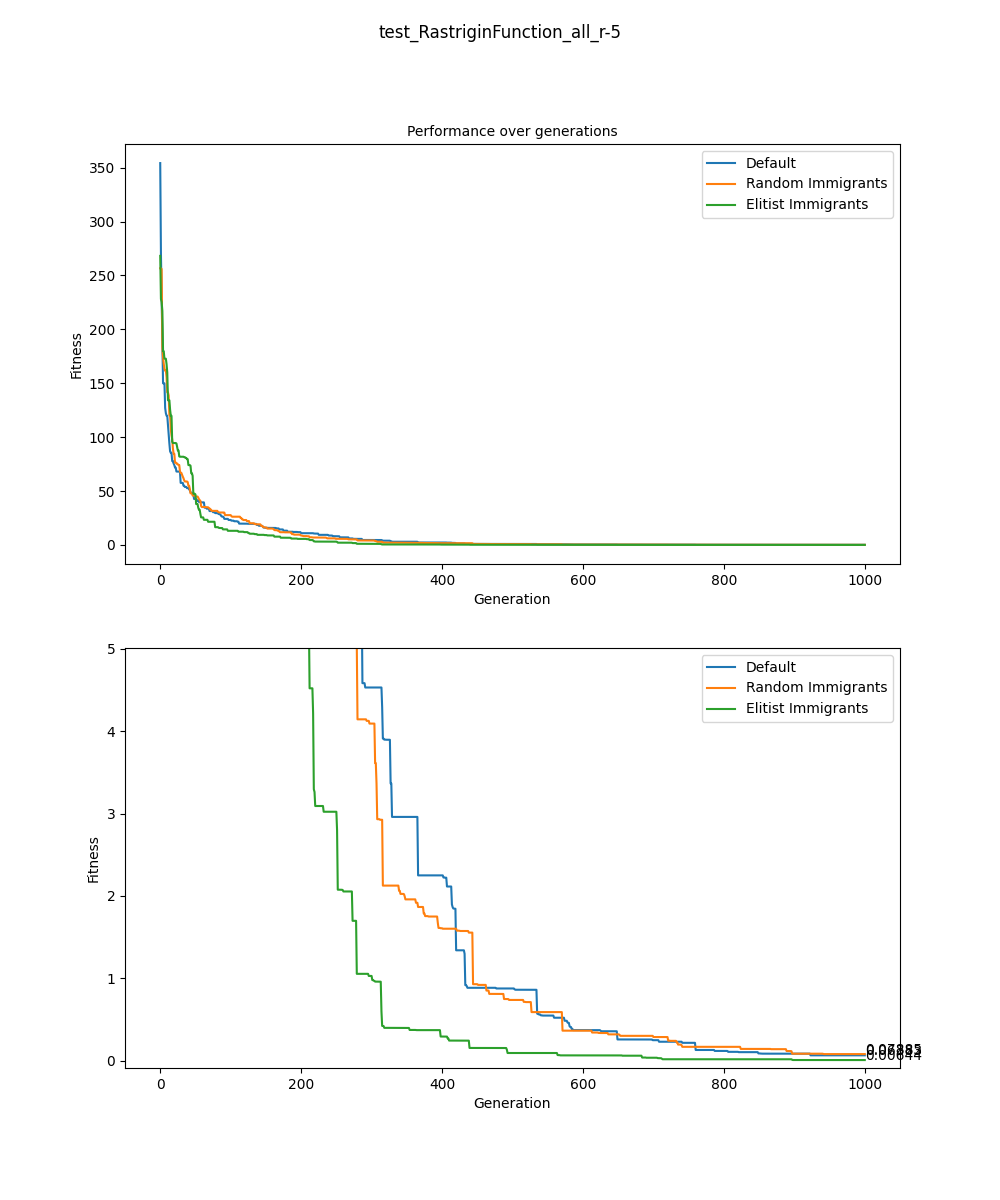 test_RastriginFunction_all_r-5
Performance over generations
350
300
250
200
150
100
50
0
Fitness
Default
Random Immigrants
Elitist Immigrants
0 200 400 600 800 1000
Generation
5
4
3
2
1
0
Fitness
Default
Random Immigrants
Elitist Immigrants
0.00644
0 200 400 600 800 1000
Generation